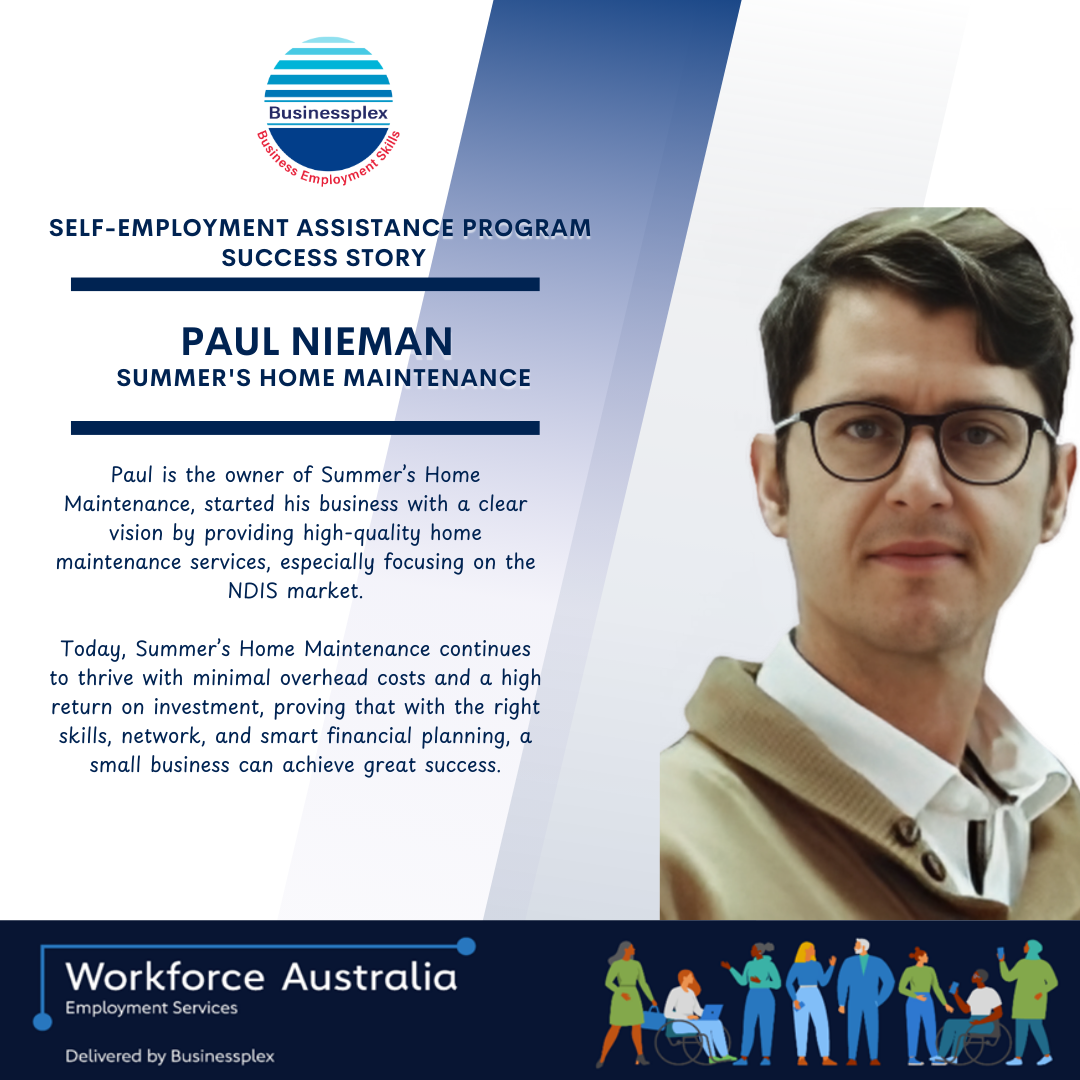 Businessplex
Business Employment Skills
SELF-EMPLOYMENT ASSISTANCE PROGRAM
SUCCESS STORY
PAUL NIEMAN
SUMMER'S HOME MAINTENANCE
Paul is the owner of Summer’s Home
Maintenance, started his business with a clear
vision by providing high-quality home
maintenance services, especially focusing on the
NDIS market.
Today, Summer’s Home Maintenance continues
to thrive with minimal overhead costs and a high
return on investment, proving that with the right
skills, network, and smart financial planning, a
small business can achieve great success.
Workforce Australia
Employment Services
Delivered by Businessplex